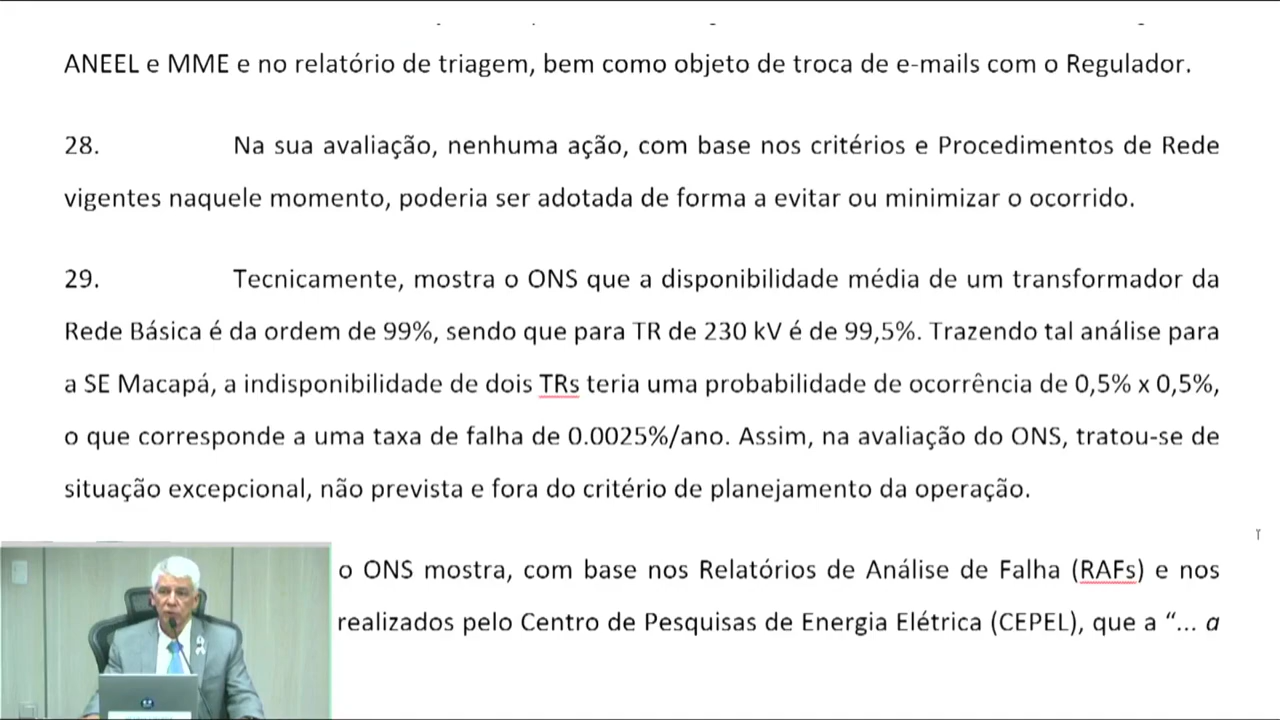 ANEEL e MME e no relatório de triagem, bem como objeto de troca de e-mails com o Regulador.
28. Na sua avaliação, nenhuma ação, com base nos critérios e Procedimentos de Rede
vigentes naquele momento, poderia ser adotada de forma a evitar ou minimizar o ocorrido.
29. Tecnicamente, mostra o ONS que a disponibilidade média de um transformador da
Rede Básica é da ordem de 99%, sendo que para TR de 230 kV é de 99,5%. Trazendo tal análise para
a SE Macapá, a indisponibilidade de dois TRs teria uma probabilidade de ocorrência de 0,5% x 0,5%,
o que corresponde a uma taxa de falha de 0.0025%/ano. Assim, na avaliação do ONS, tratou-se de
situação excepcional, não prevista e fora do critério de planejamento da operação.
o ONS mostra, com base nos Relatórios de Análise de Falha (RAFs) e nos
realizados pelo Centro de Pesquisas de Energia Elétrica (CEPEL), que a “... a